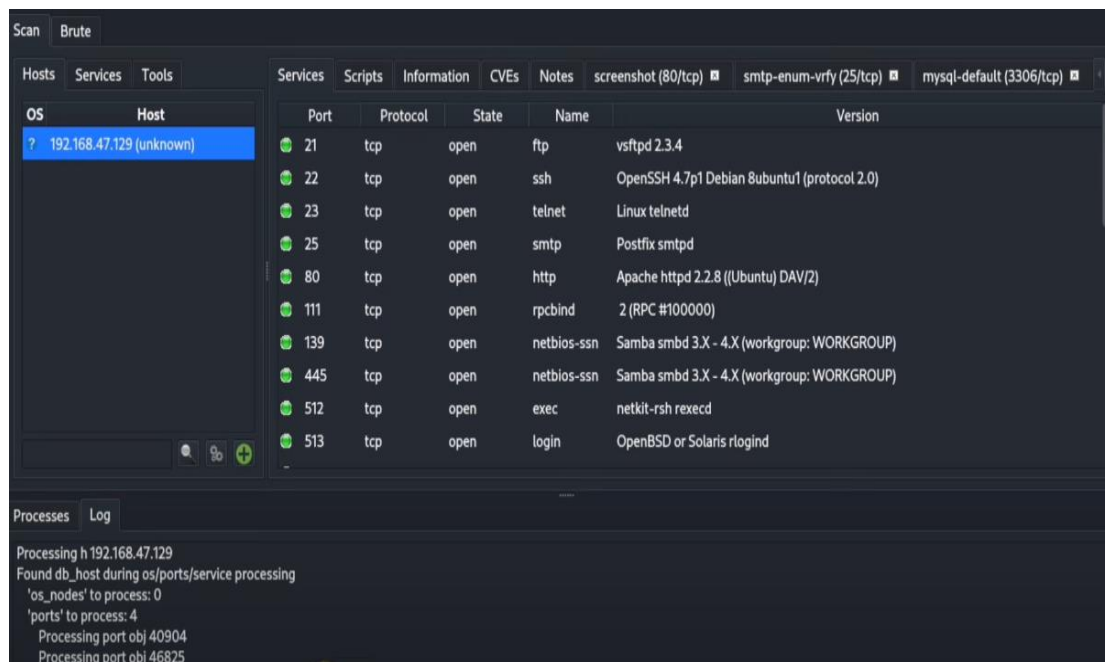 Scan Brute
Hosts Services Tools
Services Scripts Information CVEs Notes screenshot (80/tcp) smtp-enum-vrfy (25/tcp) mysql-default (3306/tcp)
OS Host
? 192.168.47.129 (unknown)
Port Protocol State Name Version
21 tcp open ftp vsftpd 2.3.4
22 tcp open ssh OpenSSH 4.7p1 Debian 8ubuntu1 (protocol 2.0)
23 tcp open telnet Linux telnetd
25 tcp open smtp Postfix smtpd
80 tcp open http Apache httpd 2.2.8 ((Ubuntu) DAV/2)
111 tcp open rpcbind 2 (RPC #100000)
139 tcp open netbios-ssn Samba smbd 3.X - 4.X (workgroup: WORKGROUP)
445 tcp open netbios-ssn Samba smbd 3.X - 4.X (workgroup: WORKGROUP)
512 tcp open exec netkit-rsh rexecd
513 tcp open login OpenBSD or Solaris rlogind
Processes Log
Processing h 192.168.47.129
Found db_host during os/ports/service processing
'os_nodes' to process: 0
'ports' to process: 4
Processing port obj 40904
Processing port obj 46825